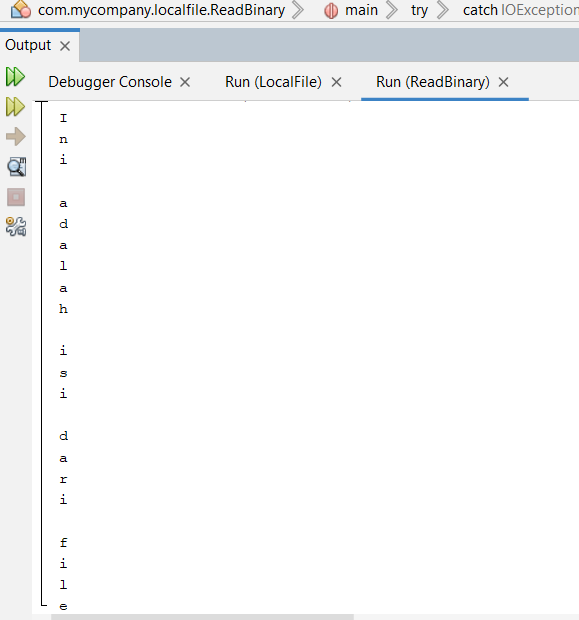 com.mycompany.localfile.ReadBinary main try catch IOException
Output
Debugger Console Run (LocalFile) Run (ReadBinary)
I
n
i
a
d
a
l
a
h
i
s
i
d
a
r
i
f
i
l
e